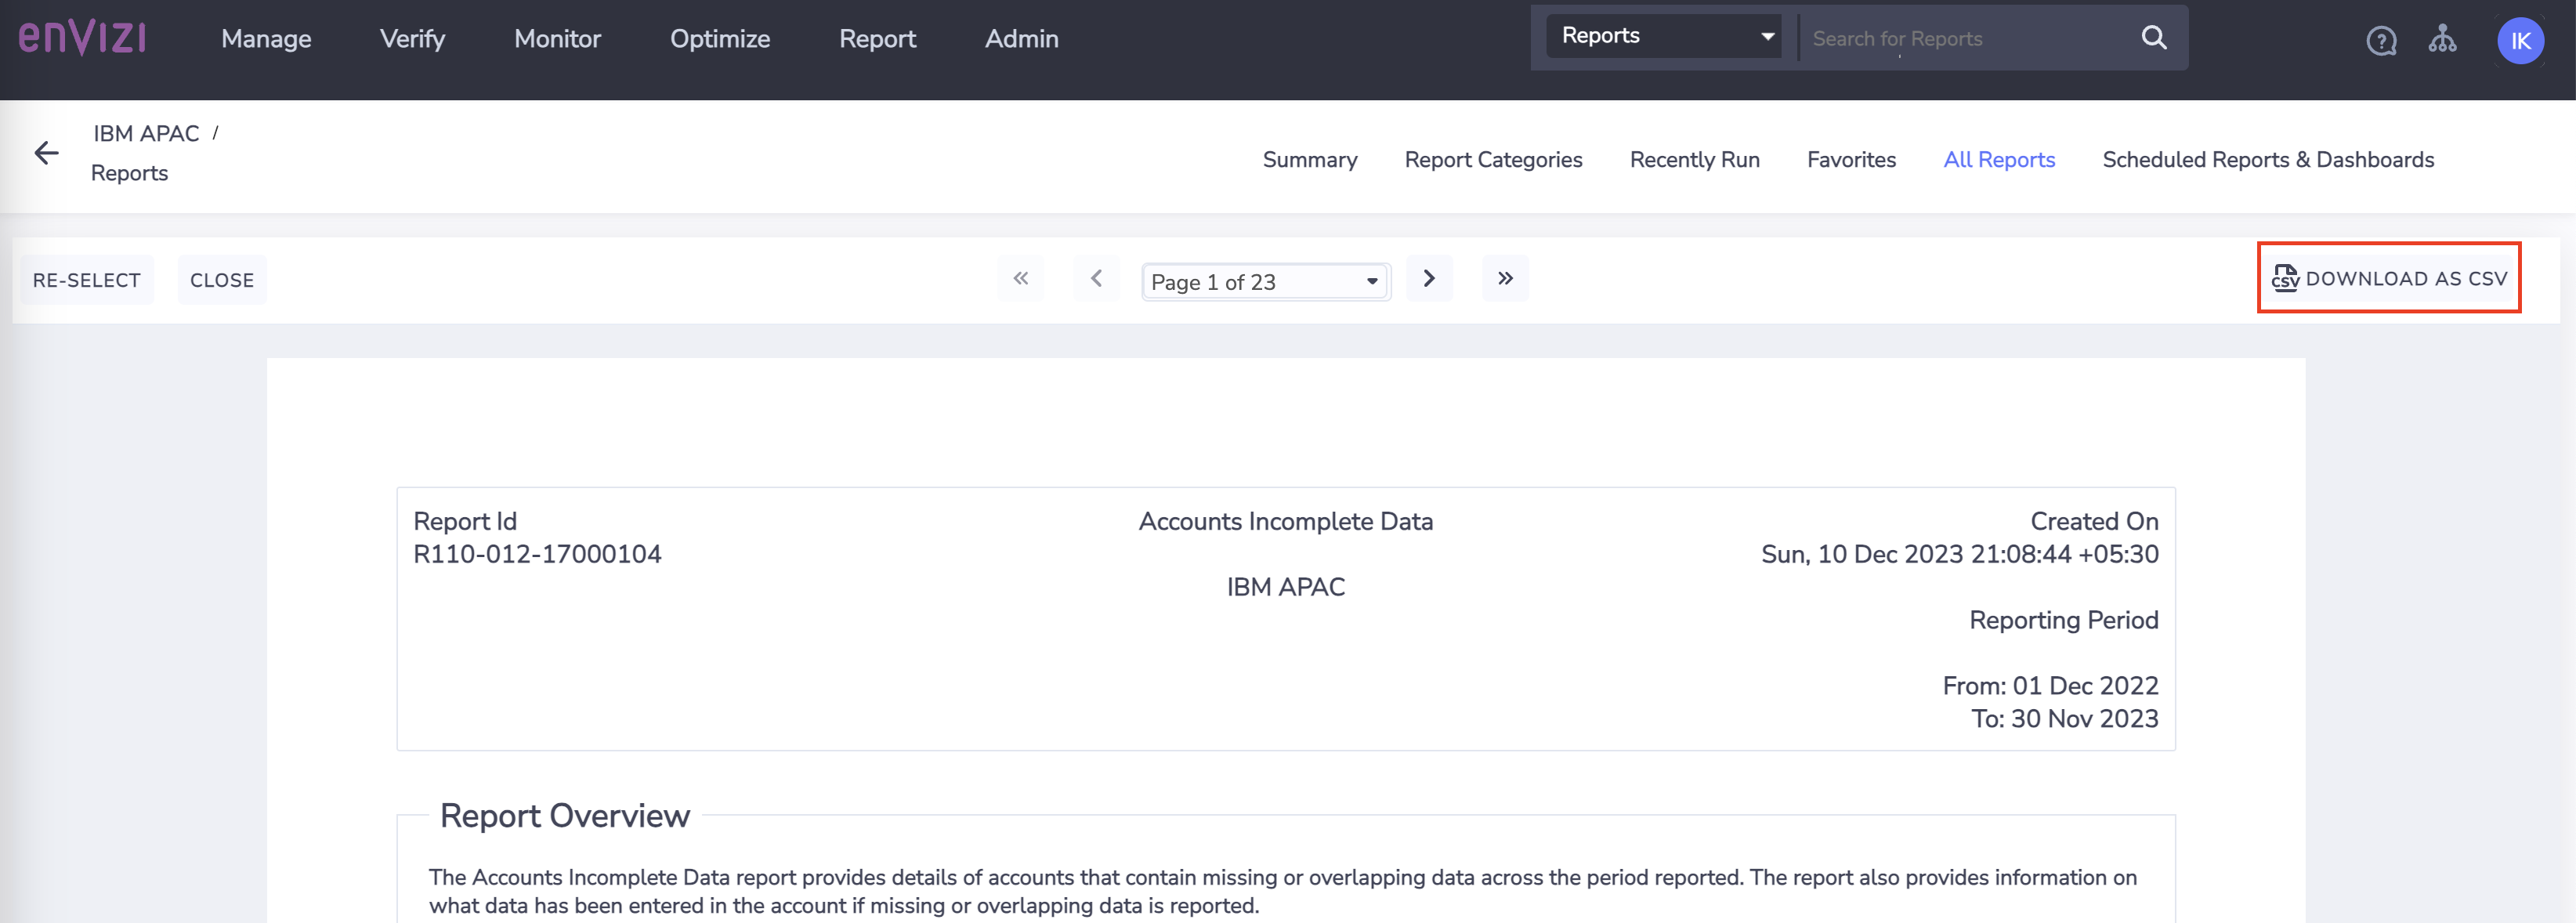 enVIZI
Manage Verify Monitor Optimize Report Admin
Reports
Search for Reports
IK
IBM APAC /
Reports
Summary Report Categories Recently Run Favorites All Reports Scheduled Reports & Dashboards
RE-SELECT CLOSE
Page 1 of 23
CSV DOWNLOAD AS CSV
Report Id
R110-012-17000104
Accounts Incomplete Data
IBM APAC
Created On
Sun, 10 Dec 2023 21:08:44 +05:30
Reporting Period
From: 01 Dec 2022
To: 30 Nov 2023
Report Overview
The Accounts Incomplete Data report provides details of accounts that contain missing or overlapping data across the period reported. The report also provides information on
what data has been entered in the account if missing or overlapping data is reported.